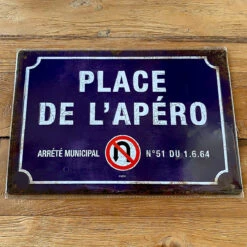 PLACE
DE L'APÉRO
ARRÊTÉ MUNICIPAL N°51 DU 1.6.64